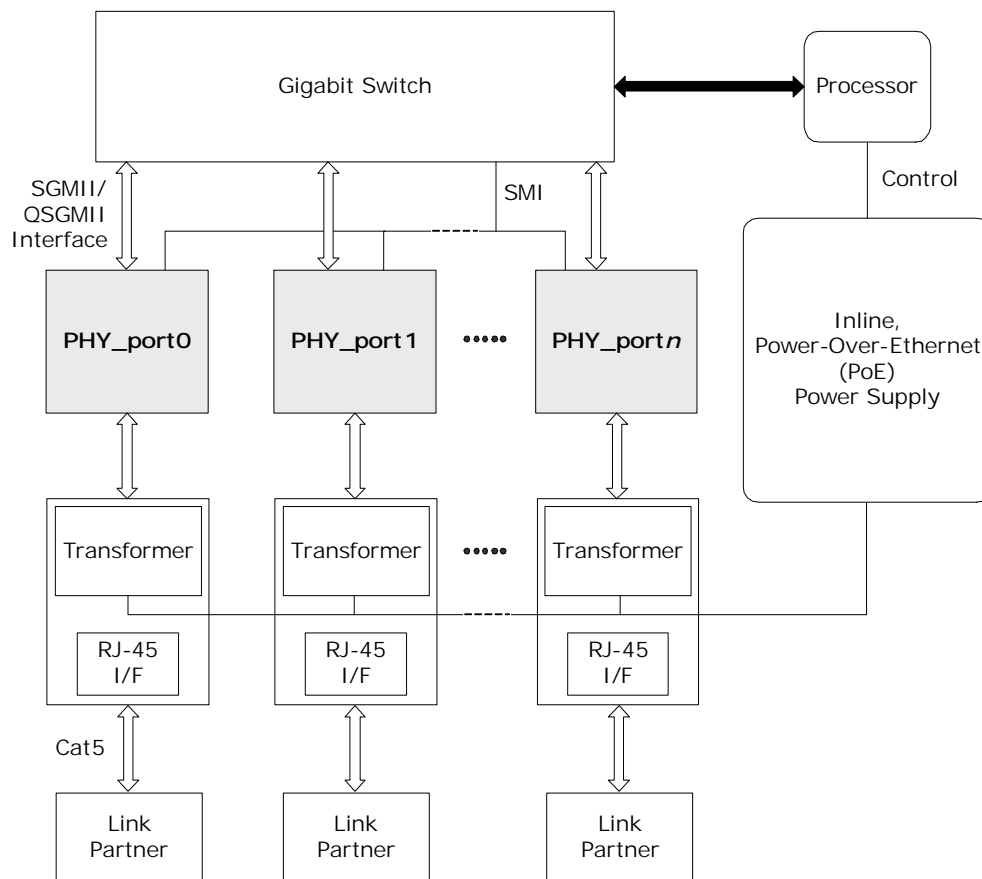 Gigabit Switch
Processor
SGMII/
QSGMII
Interface
SMI
Control
PHY_port0
PHY_port1
PHY_portn
Inline,
Power-Over-Ethernet
(PoE)
Power Supply
Transformer
Transformer
Transformer
RJ-45
I/F
RJ-45
I/F
RJ-45
I/F
Cat5
Link
Partner
Link
Partner
Link
Partner